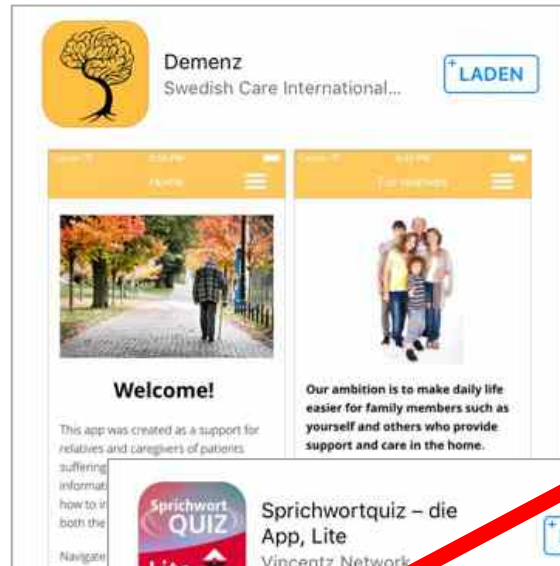 Demenz
Swedish Care International...
+LADEN
Home
Welcome!
This app was created as a support for
relatives and caregivers of patients
suffering
informati
how to i
both the
Navigate
Our ambition is to make daily life
easier for family members such as
yourself and others who provide
support and care in the home.
Sprichwort
QUIZ
Lite
Sprichwortquiz – die
App, Lite
Vincentz Network